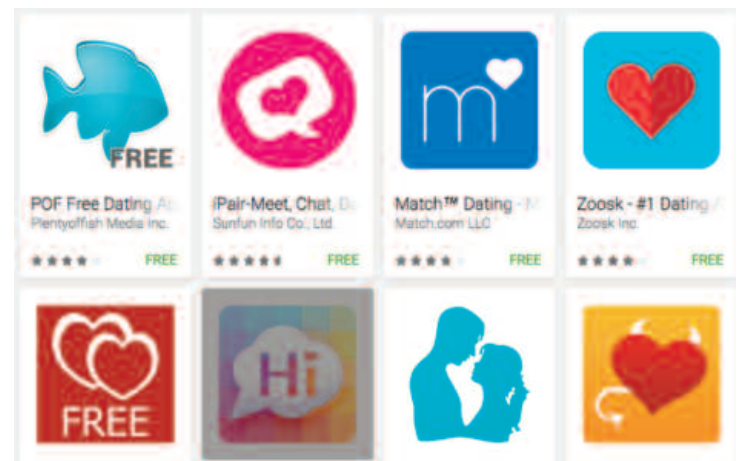 FREE
POF Free Dating
Plentyoffish Media Inc.
FREE
iPair-Meet, Chat,
Sunfun Info Co., Ltd.
FREE
m
Match™ Dating -
Match.com LLC
FREE
Zoosk - #1 Dating
Zoosk Inc.
FREE
FREE
Hi